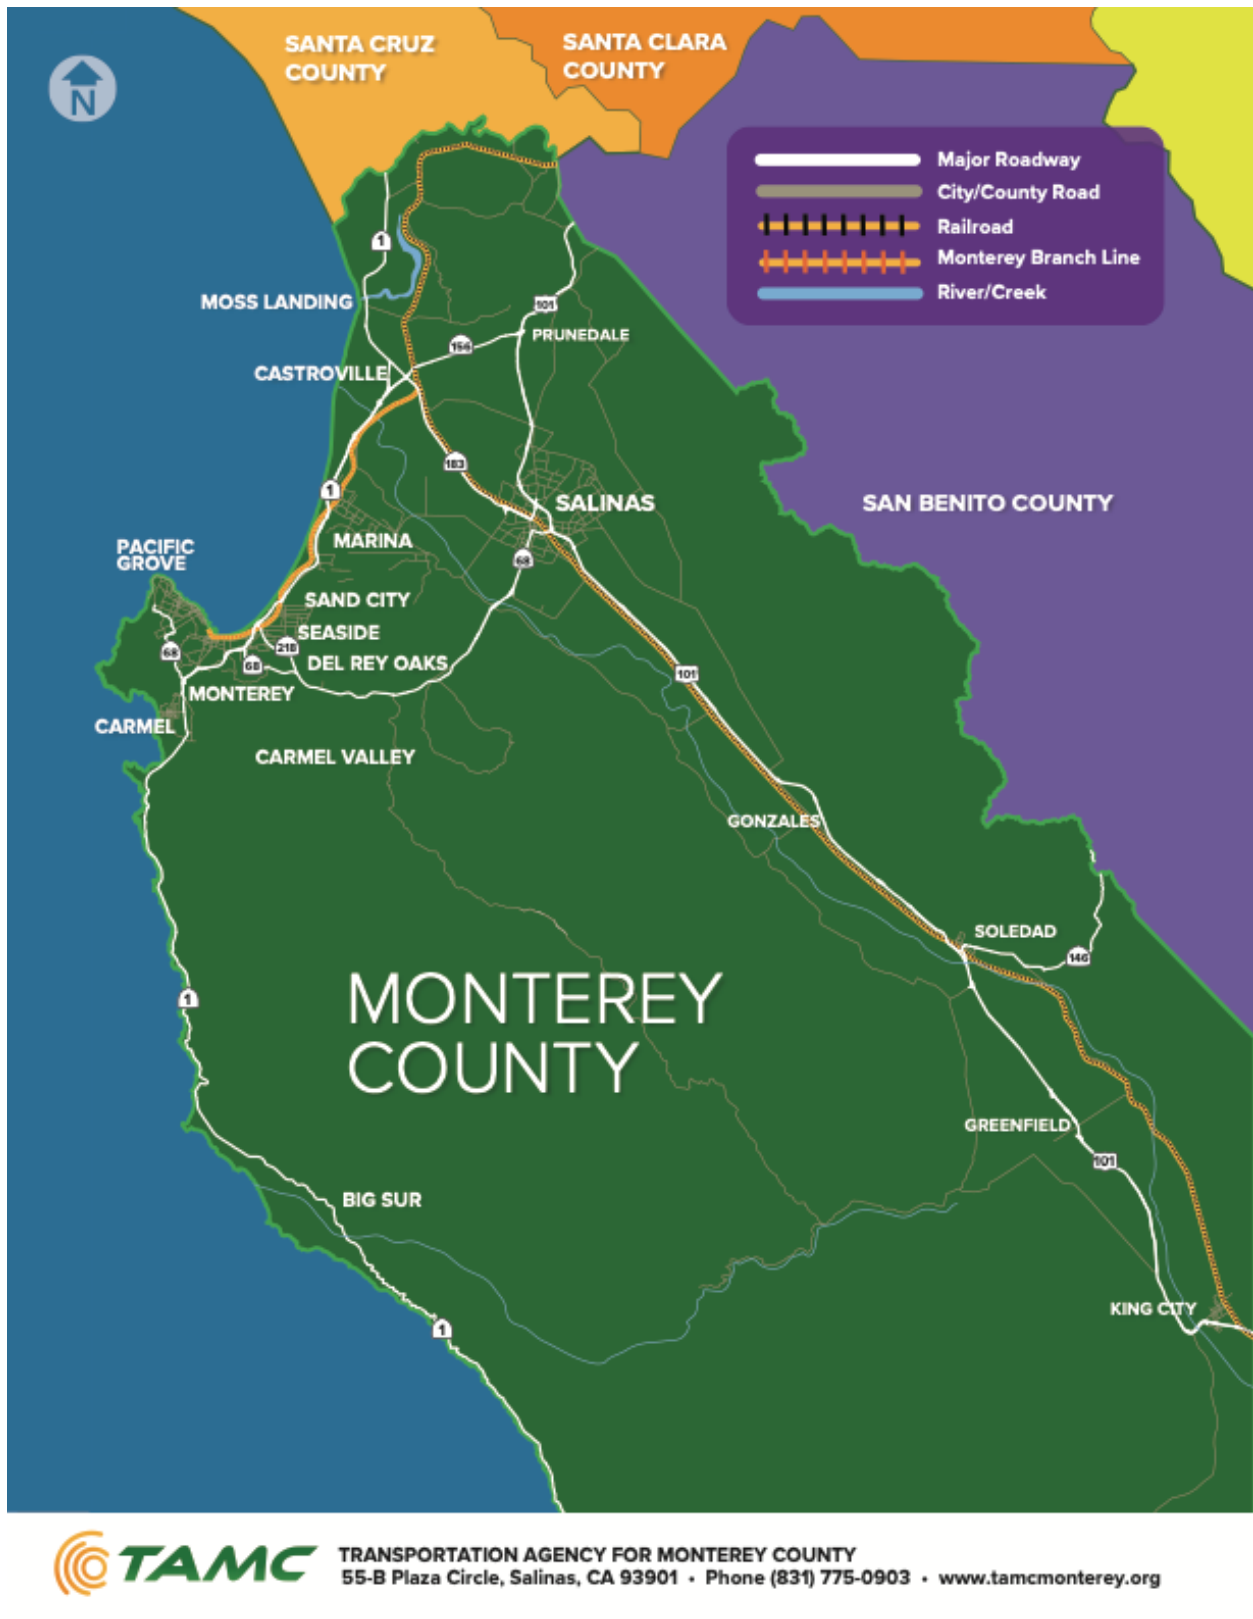 SANTA CRUZ
COUNTY
SANTA CLARA
COUNTY
N
Major Roadway
City/County Road
Railroad
Monterey Branch Line
River/Creek
1
MOSS LANDING
101
PRUNEDALE
156
CASTROVILLE
183
1
SALINAS
SAN BENITO COUNTY
MARINA
PACIFIC
GROVE
68
SAND CITY
SEASIDE
218
68
68
DEL REY OAKS
101
MONTEREY
CARMEL
CARMEL VALLEY
GONZALES
SOLEDAD
146
MONTEREY
COUNTY
1
GREENFIELD
101
BIG SUR
KING CITY
1
TAMC
TRANSPORTATION AGENCY FOR MONTEREY COUNTY
55-B Plaza Circle, Salinas, CA 93901 • Phone (831) 775-0903 • www.tamcmonterey.org